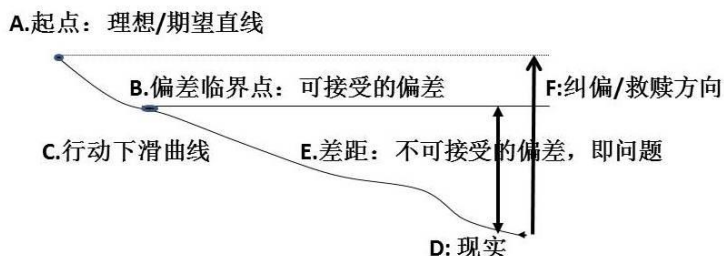 A.起点：理想/期望直线
B.偏差临界点：可接受的偏差
F:纠偏/救赎方向
C.行动下滑曲线
E.差距：不可接受的偏差，即问题
D: 现实